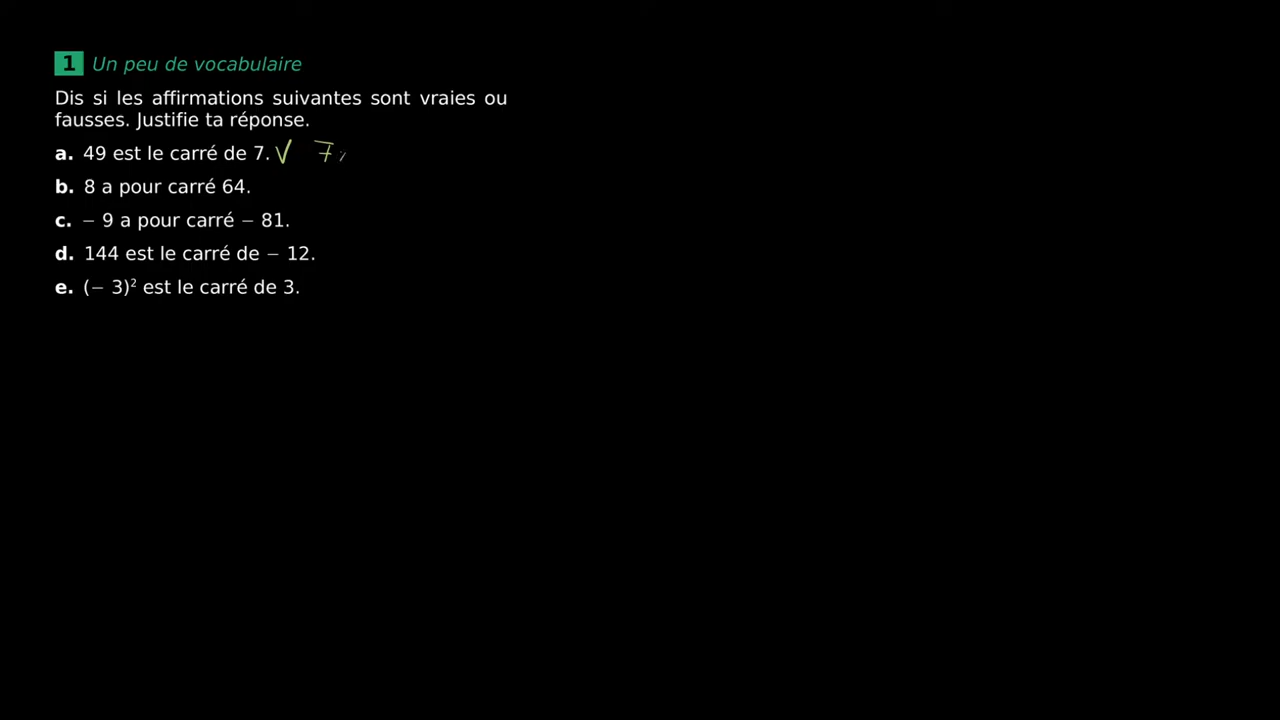 1 Un peu de vocabulaire
Dis si les affirmations suivantes sont vraies ou
fausses. Justifie ta réponse.
a. 49 est le carré de 7. V 7
b. 8 a pour carré 64.
c. − 9 a pour carré − 81.
d. 144 est le carré de − 12.
e. (− 3)² est le carré de 3.